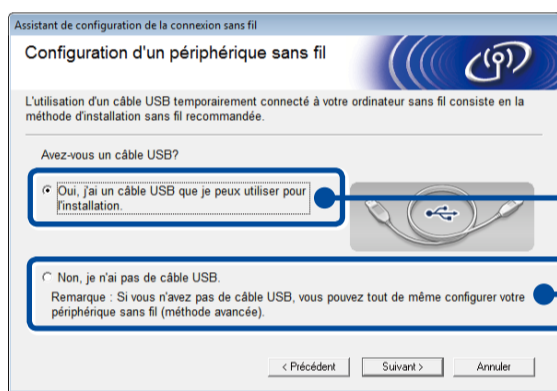 Assistant de configuration de la connexion sans fil
Configuration d'un périphérique sans fil
L'utilisation d'un câble USB temporairement connecté à votre ordinateur sans fil consiste en la
méthode d'installation sans fil recommandée.
Avez-vous un câble USB?
Oui, j'ai un câble USB que je peux utiliser pour
l'installation.
Non, je n'ai pas de câble USB.
Remarque : Si vous n'avez pas de câble USB, vous pouvez tout de même configurer votre
périphérique sans fil (méthode avancée).
< Précédent
Suivant >
Annuler